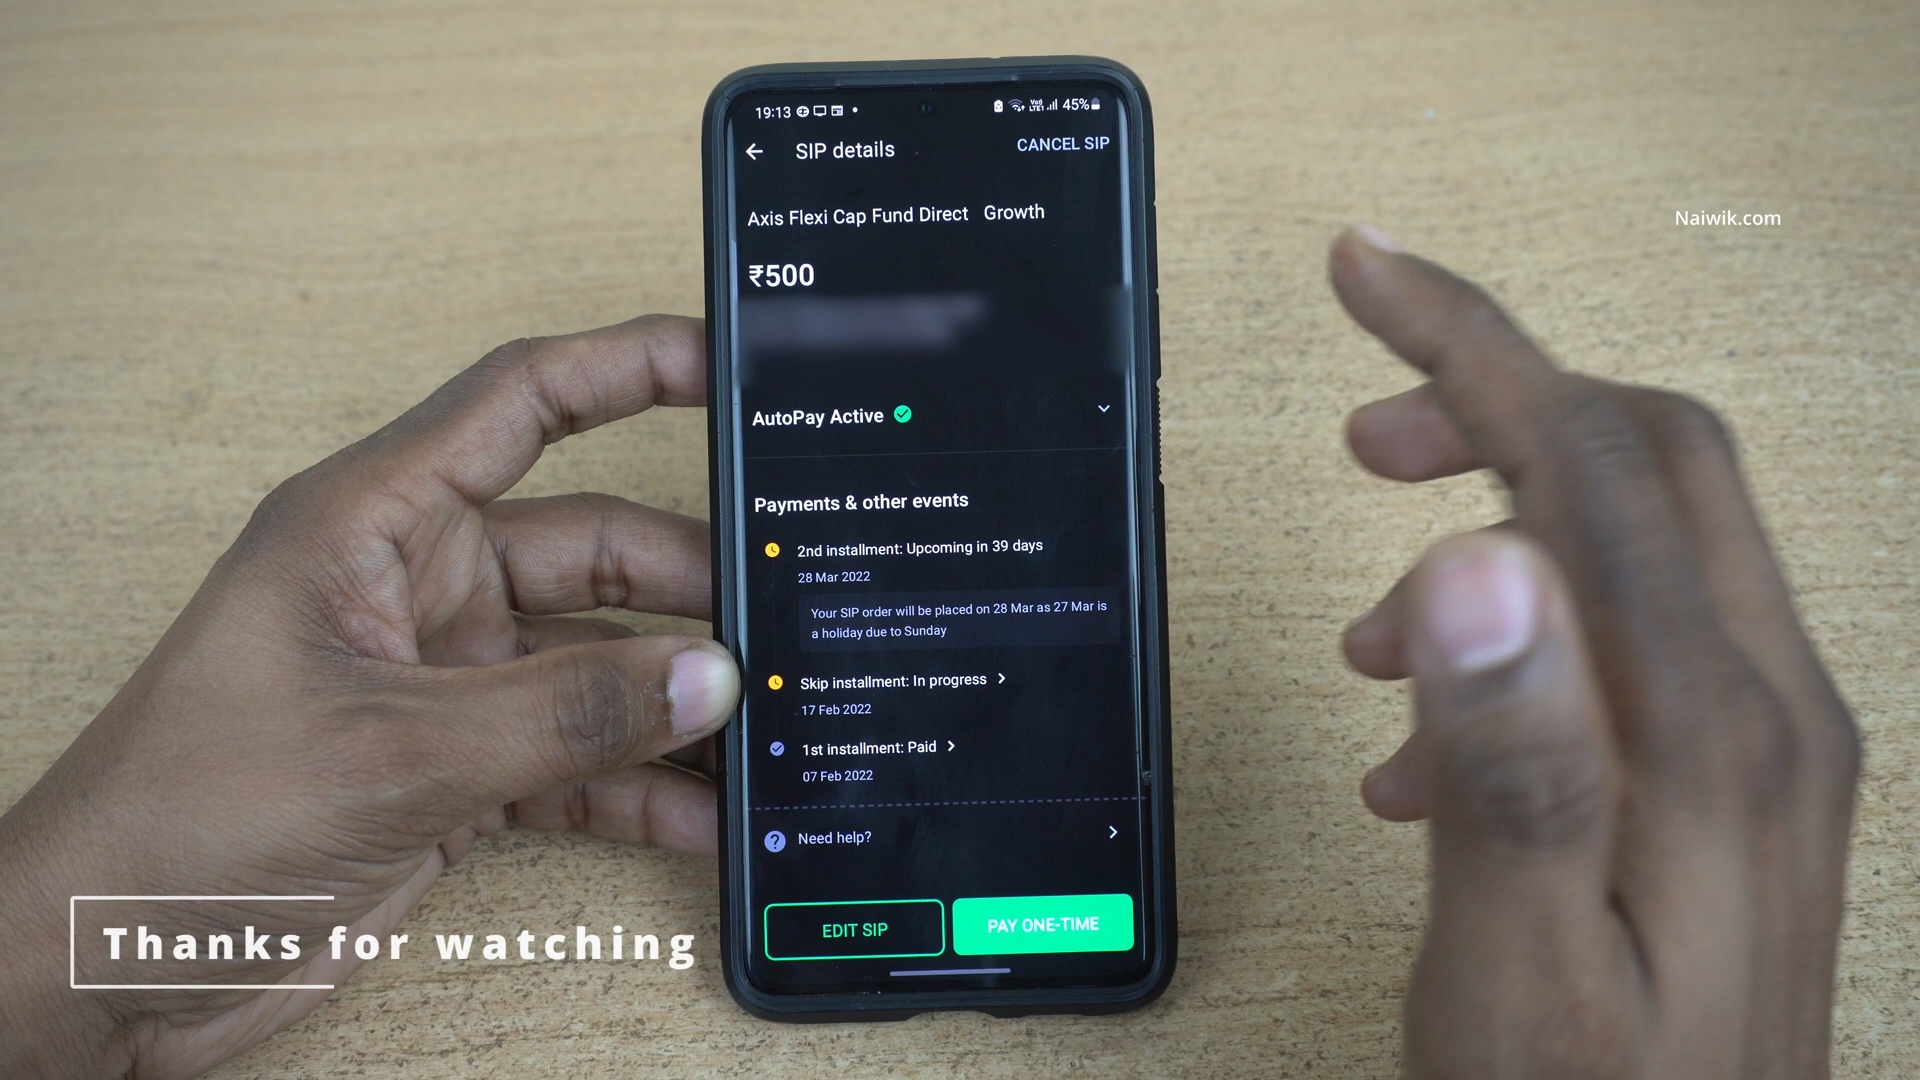 19:13
VoD
LTE1
45%
SIP details
CANCEL SIP
Axis Flexi Cap Fund Direct Growth
₹500
AutoPay Active
Payments & other events
2nd installment: Upcoming in 39 days
28 Mar 2022
Your SIP order will be placed on 28 Mar as 27 Mar is
a holiday due to Sunday
Skip installment: In progress
17 Feb 2022
1st installment: Paid
07 Feb 2022
Need help?
EDIT SIP
PAY ONE-TIME
Naiwik.com
Thanks for watching